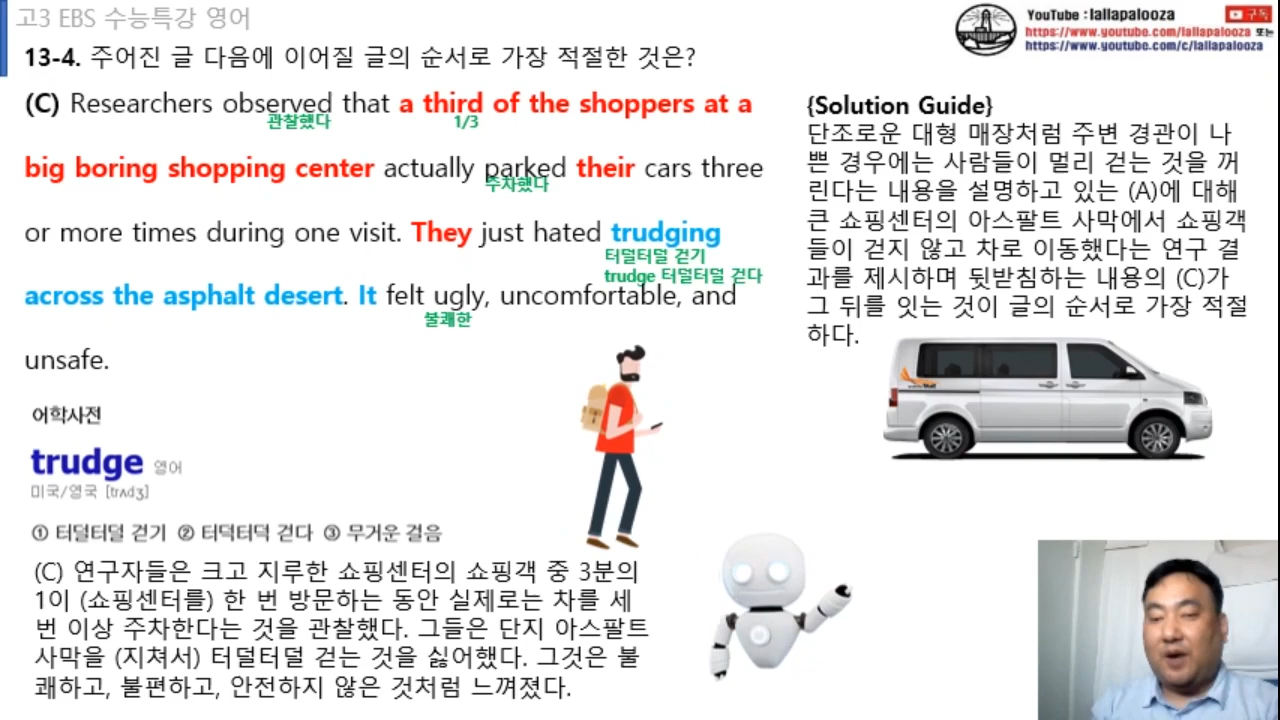 고3 EBS 수능특강 영어
YouTube : lallapalooza
구독
https://www.youtube.com/lallapalooza 또는
https://www.youtube.com/c/lallapalooza
13-4. 주어진 글 다음에 이어질 글의 순서로 가장 적절한 것은?
(C) Researchers observed that a third of the shoppers at a
관찰했다
1/3
big boring shopping center actually parked their cars three
주차했다
or more times during one visit. They just hated trudging
터덜터덜 걷기
trudge 터덜터덜 걷다
across the asphalt desert. It felt ugly, uncomfortable, and
불쾌한
unsafe.
어학사전
trudge 영어
미국/영국 [trʌdʒ]
① 터덜터덜 걷기 ② 터덕터덕 걷다 ③ 무거운 걸음
(C) 연구자들은 크고 지루한 쇼핑센터의 쇼핑객 중 3분의
1이 (쇼핑센터를) 한 번 방문하는 동안 실제로는 차를 세
번 이상 주차한다는 것을 관찰했다. 그들은 단지 아스팔트
사막을 (지쳐서) 터덜터덜 걷는 것을 싫어했다. 그것은 불
쾌하고, 불편하고, 안전하지 않은 것처럼 느껴졌다.
{Solution Guide}
단조로운 대형 매장처럼 주변 경관이 나
쁜 경우에는 사람들이 멀리 걷는 것을 꺼
린다는 내용을 설명하고 있는 (A)에 대해
큰 쇼핑센터의 아스팔트 사막에서 쇼핑객
들이 걷지 않고 차로 이동했다는 연구 결
과를 제시하며 뒷받침하는 내용의 (C)가
그 뒤를 잇는 것이 글의 순서로 가장 적절
하다.